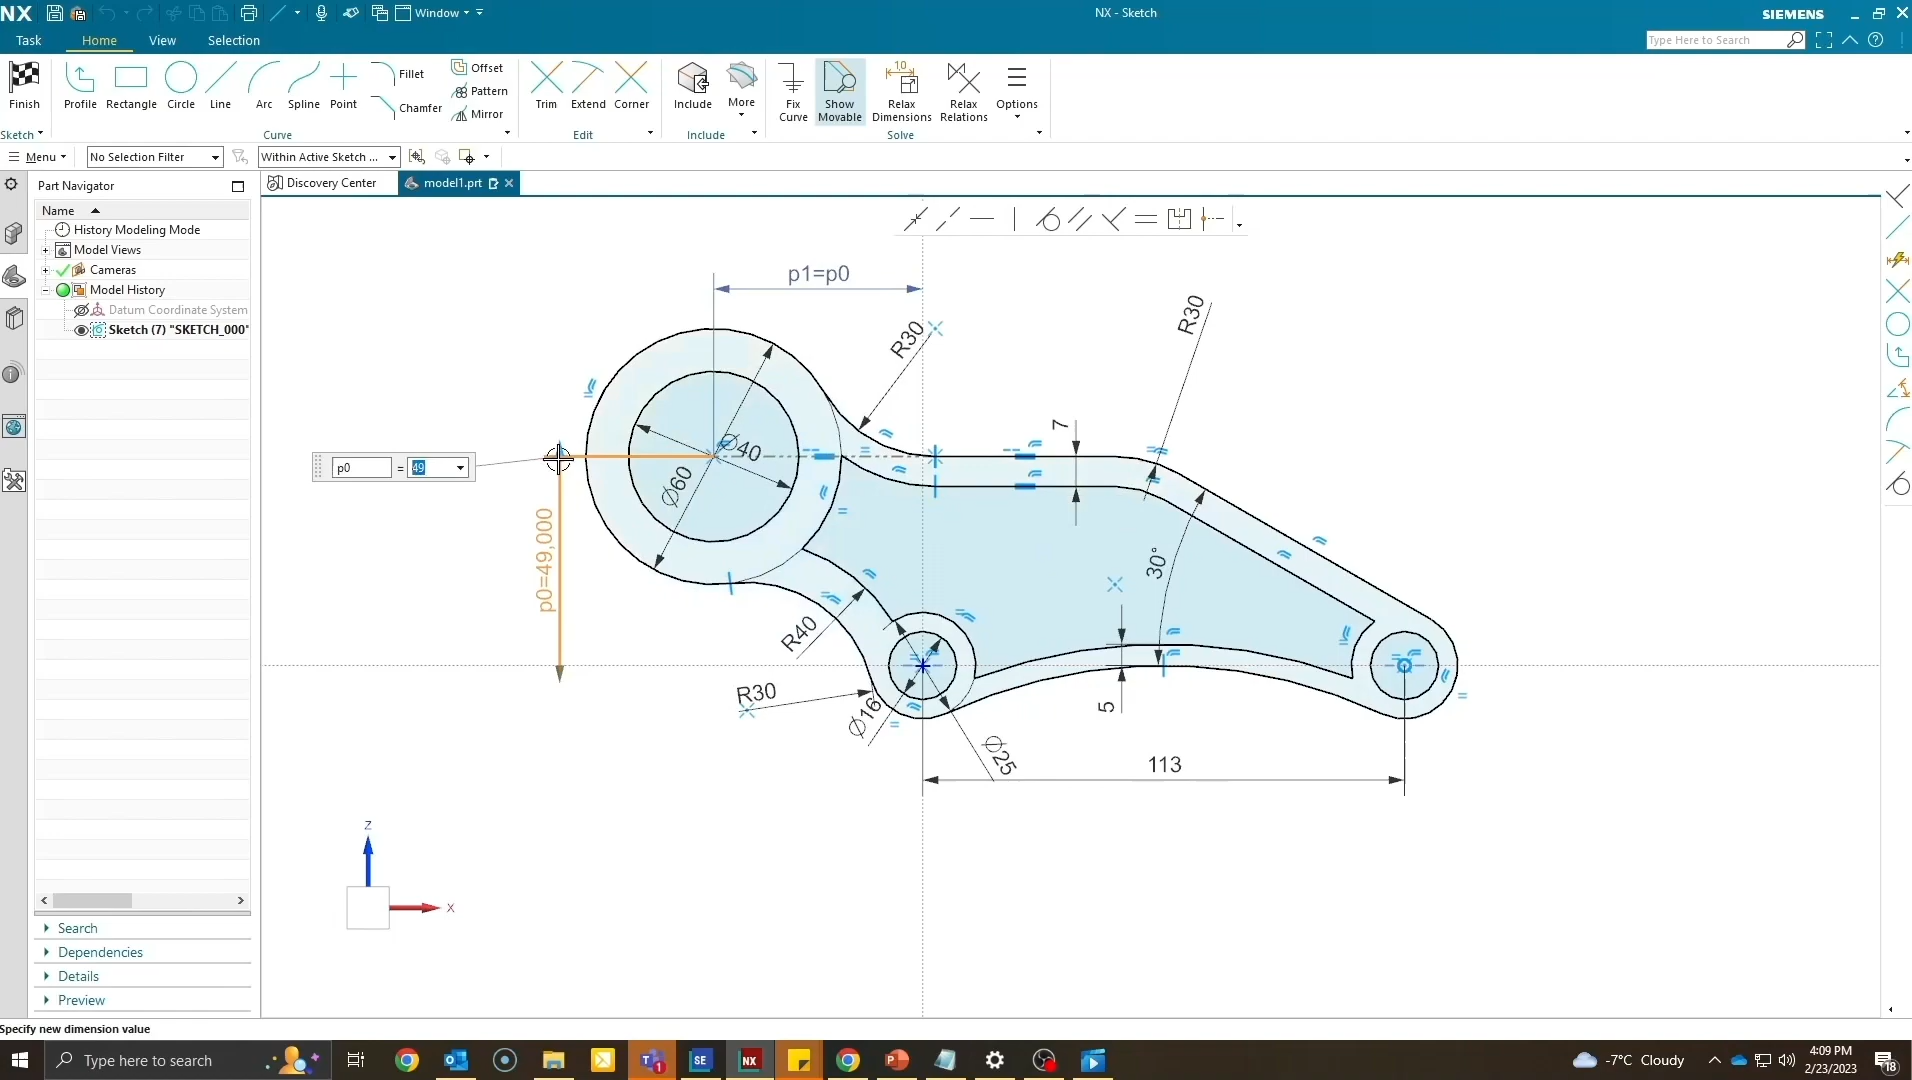 NX
Window
NX - Sketch
SIEMENS
Task
Home
View
Selection
Type Here to Search
Finish
Profile
Rectangle
Circle
Line
Arc
Spline
Point
Fillet
Chamfer
Offset
Pattern
Mirror
Trim
Extend
Corner
Include
More
Fix Curve
Show Movable
Relax Dimensions
Relax Relations
Options
Sketch
Curve
Edit
Include
Solve
Menu
No Selection Filter
Within Active Sketch ...
Part Navigator
Discovery Center
model1.prt
Name
History Modeling Mode
Model Views
Cameras
Model History
Datum Coordinate System
Sketch (7) "SKETCH_000"
p1=p0
R30
R30
7
p0 = 49
Ø40
Ø60
p0=49,000
30°
R40
R30
Ø16
Ø25
5
113
Z
X
Search
Dependencies
Details
Preview
Specify new dimension value
Type here to search
1
SE
NX
-7°C Cloudy
4:09 PM
2/23/2023
18